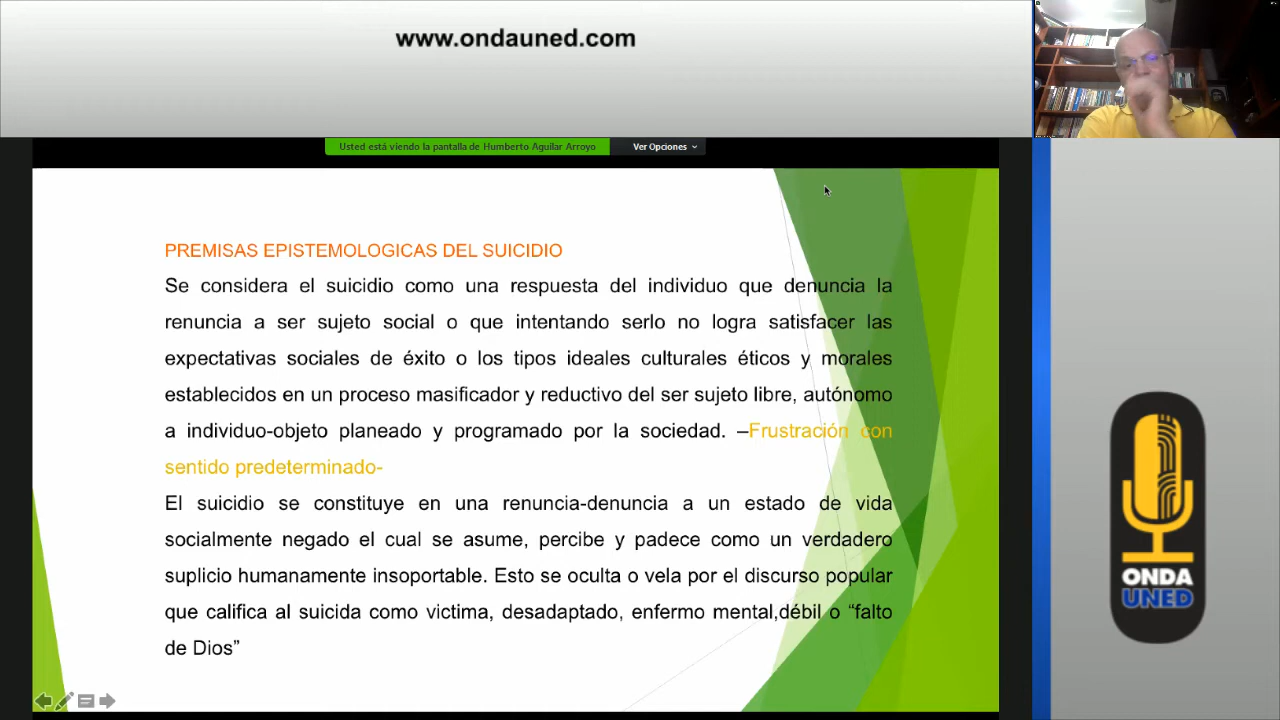 www.ondauned.com
Usted está viendo la pantalla de Humberto Aguilar Arroyo
Ver Opciones
PREMISAS EPISTEMOLOGICAS DEL SUICIDIO
Se considera el suicidio como una respuesta del individuo que denuncia la
renuncia a ser sujeto social o que intentando serlo no logra satisfacer las
expectativas sociales de éxito o los tipos ideales culturales éticos y morales
establecidos en un proceso masificador y reductivo del ser sujeto libre, autónomo
a individuo-objeto planeado y programado por la sociedad. –Frustración con
sentido predeterminado-
El suicidio se constituye en una renuncia-denuncia a un estado de vida
socialmente negado el cual se asume, percibe y padece como un verdadero
suplicio humanamente insoportable. Esto se oculta o vela por el discurso popular
que califica al suicida como victima, desadaptado, enfermo mental,débil o “falto
de Dios”
ONDA
UNED